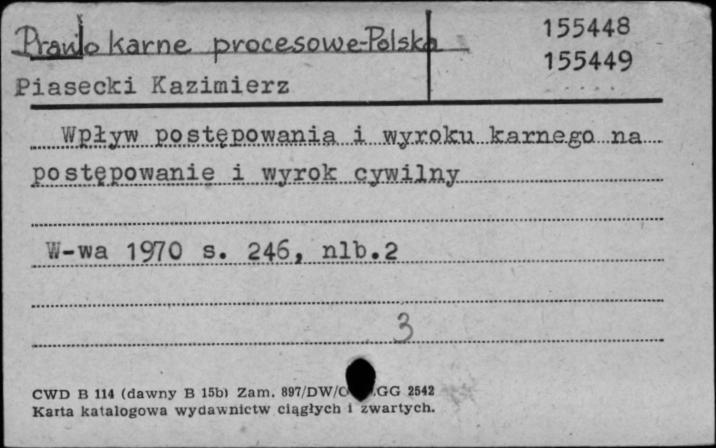 Prawo karne procesowe-Polska
155448
155449
Piasecki Kazimierz
Wpływ postępowania i wyroku karnego na
postępowanie i wyrok cywilny
W-wa 1970 s. 246, nlb.2
3
CWD B 114 (dawny B 15b) Zam. 897/DW/O GG 2542
Karta katalogowa wydawnictw ciągłych i zwartych.